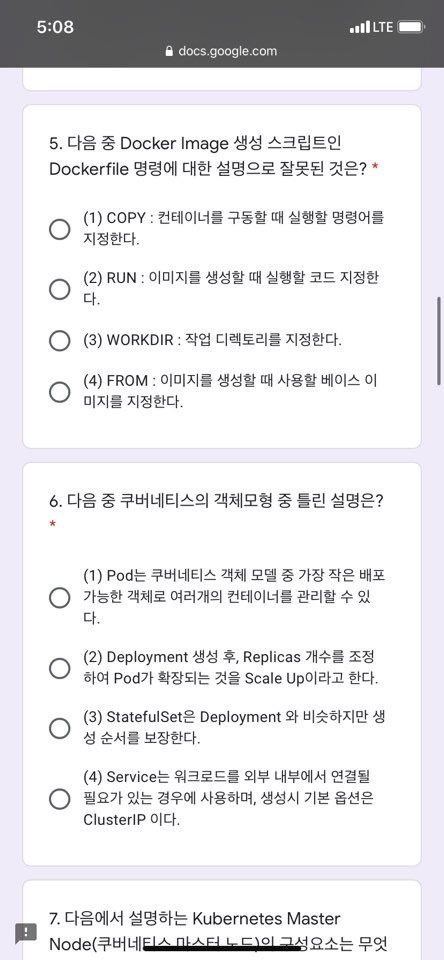 5:08
LTE
docs.google.com
5. 다음 중 Docker Image 생성 스크립트인
Dockerfile 명령에 대한 설명으로 잘못된 것은? *
(1) COPY : 컨테이너를 구동할 때 실행할 명령어를
지정한다.
(2) RUN : 이미지를 생성할 때 실행할 코드 지정한
다.
(3) WORKDIR : 작업 디렉토리를 지정한다.
(4) FROM : 이미지를 생성할 때 사용할 베이스 이
미지를 지정한다.
6. 다음 중 쿠버네티스의 객체모형 중 틀린 설명은?
*
(1) Pod는 쿠버네티스 객체 모델 중 가장 작은 배포
가능한 객체로 여러개의 컨테이너를 관리할 수 있
다.
(2) Deployment 생성 후, Replicas 개수를 조정
하여 Pod가 확장되는 것을 Scale Up이라고 한다.
(3) StatefulSet은 Deployment 와 비슷하지만 생
성 순서를 보장한다.
(4) Service는 워크로드를 외부 내부에서 연결될
필요가 있는 경우에 사용하며, 생성시 기본 옵션은
ClusterIP 이다.
7. 다음에서 설명하는 Kubernetes Master
Node(쿠버네티스 마스터 노드)의 구성요소는 무엇